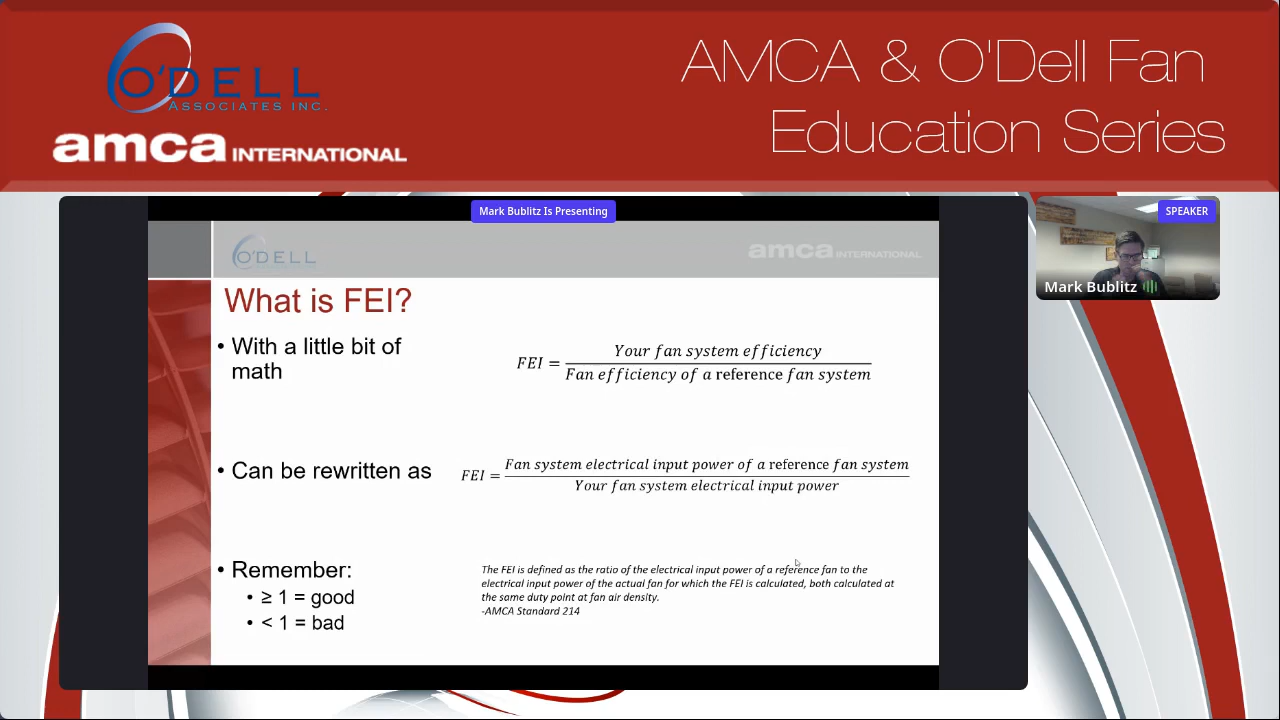 O'DELL
ASSOCIATES INC.
amca INTERNATIONAL
AMCA & O'Dell Fan
Education Series
Mark Bublitz Is Presenting
SPEAKER
Mark Bublitz
O'DELL
amca INTERNATIONAL
What is FEI?
• With a little bit of
math
FEI = Your fan system efficiency / Fan efficiency of a reference fan system
• Can be rewritten as
FEI = Fan system electrical input power of a reference fan system / Your fan system electrical input power
• Remember:
• ≥ 1 = good
• < 1 = bad
The FEI is defined as the ratio of the electrical input power of a reference fan to the
electrical input power of the actual fan for which the FEI is calculated, both calculated at
the same duty point at fan air density.
-AMCA Standard 214